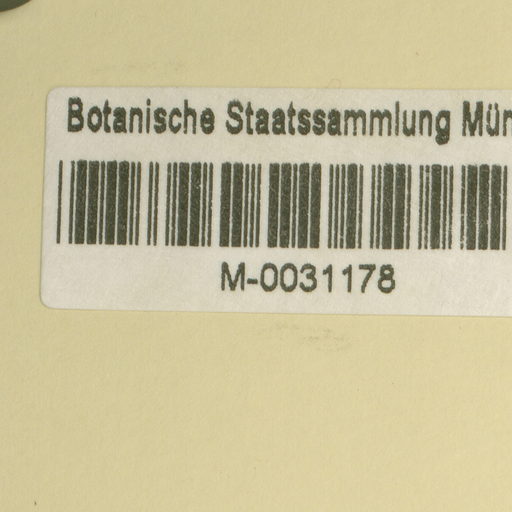 Botanische Staatssammlung Mün
M-0031178